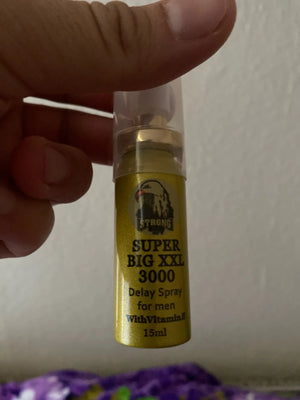 STRONG
SUPER
BIG XXL
3000
Delay Spray
for men
WithVitaminE
15ml